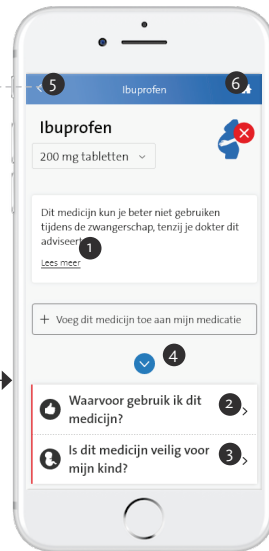 5
Ibuprofen
6
Ibuprofen
200 mg tabletten
Dit medicijn kun je beter niet gebruiken
tijdens de zwangerschap, tenzij je dokter dit
adviseert
1
Lees meer
+ Voeg dit medicijn toe aan mijn medicatie
4
Waarvoor gebruik ik dit
medicijn?
2
Is dit medicijn veilig voor
mijn kind?
3